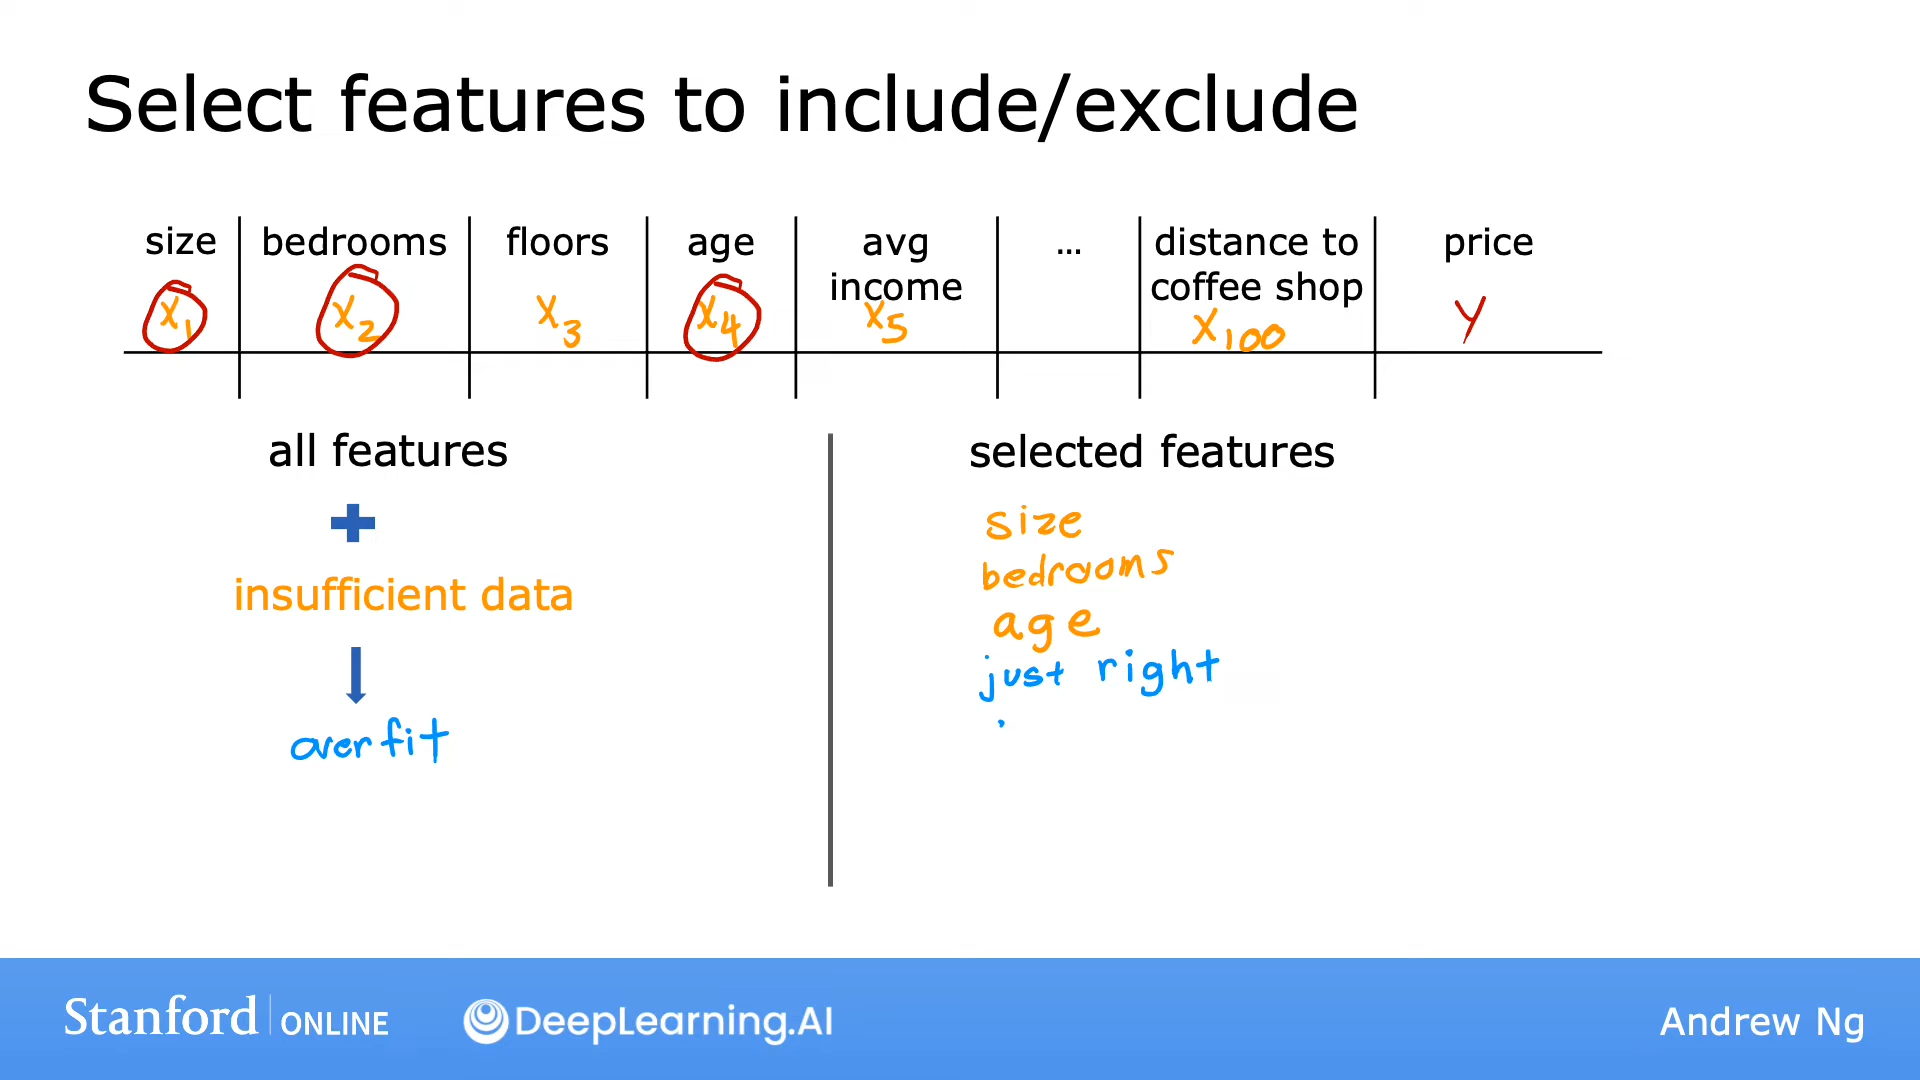 Select features to include/exclude
size bedrooms floors age avg income ... distance to coffee shop price
x₁ x₂ x₃ x₄ x₅ x₁₀₀ y
all features
insufficient data
overfit
selected features
size
bedrooms
age
just right
Stanford ONLINE DeepLearning.AI Andrew Ng